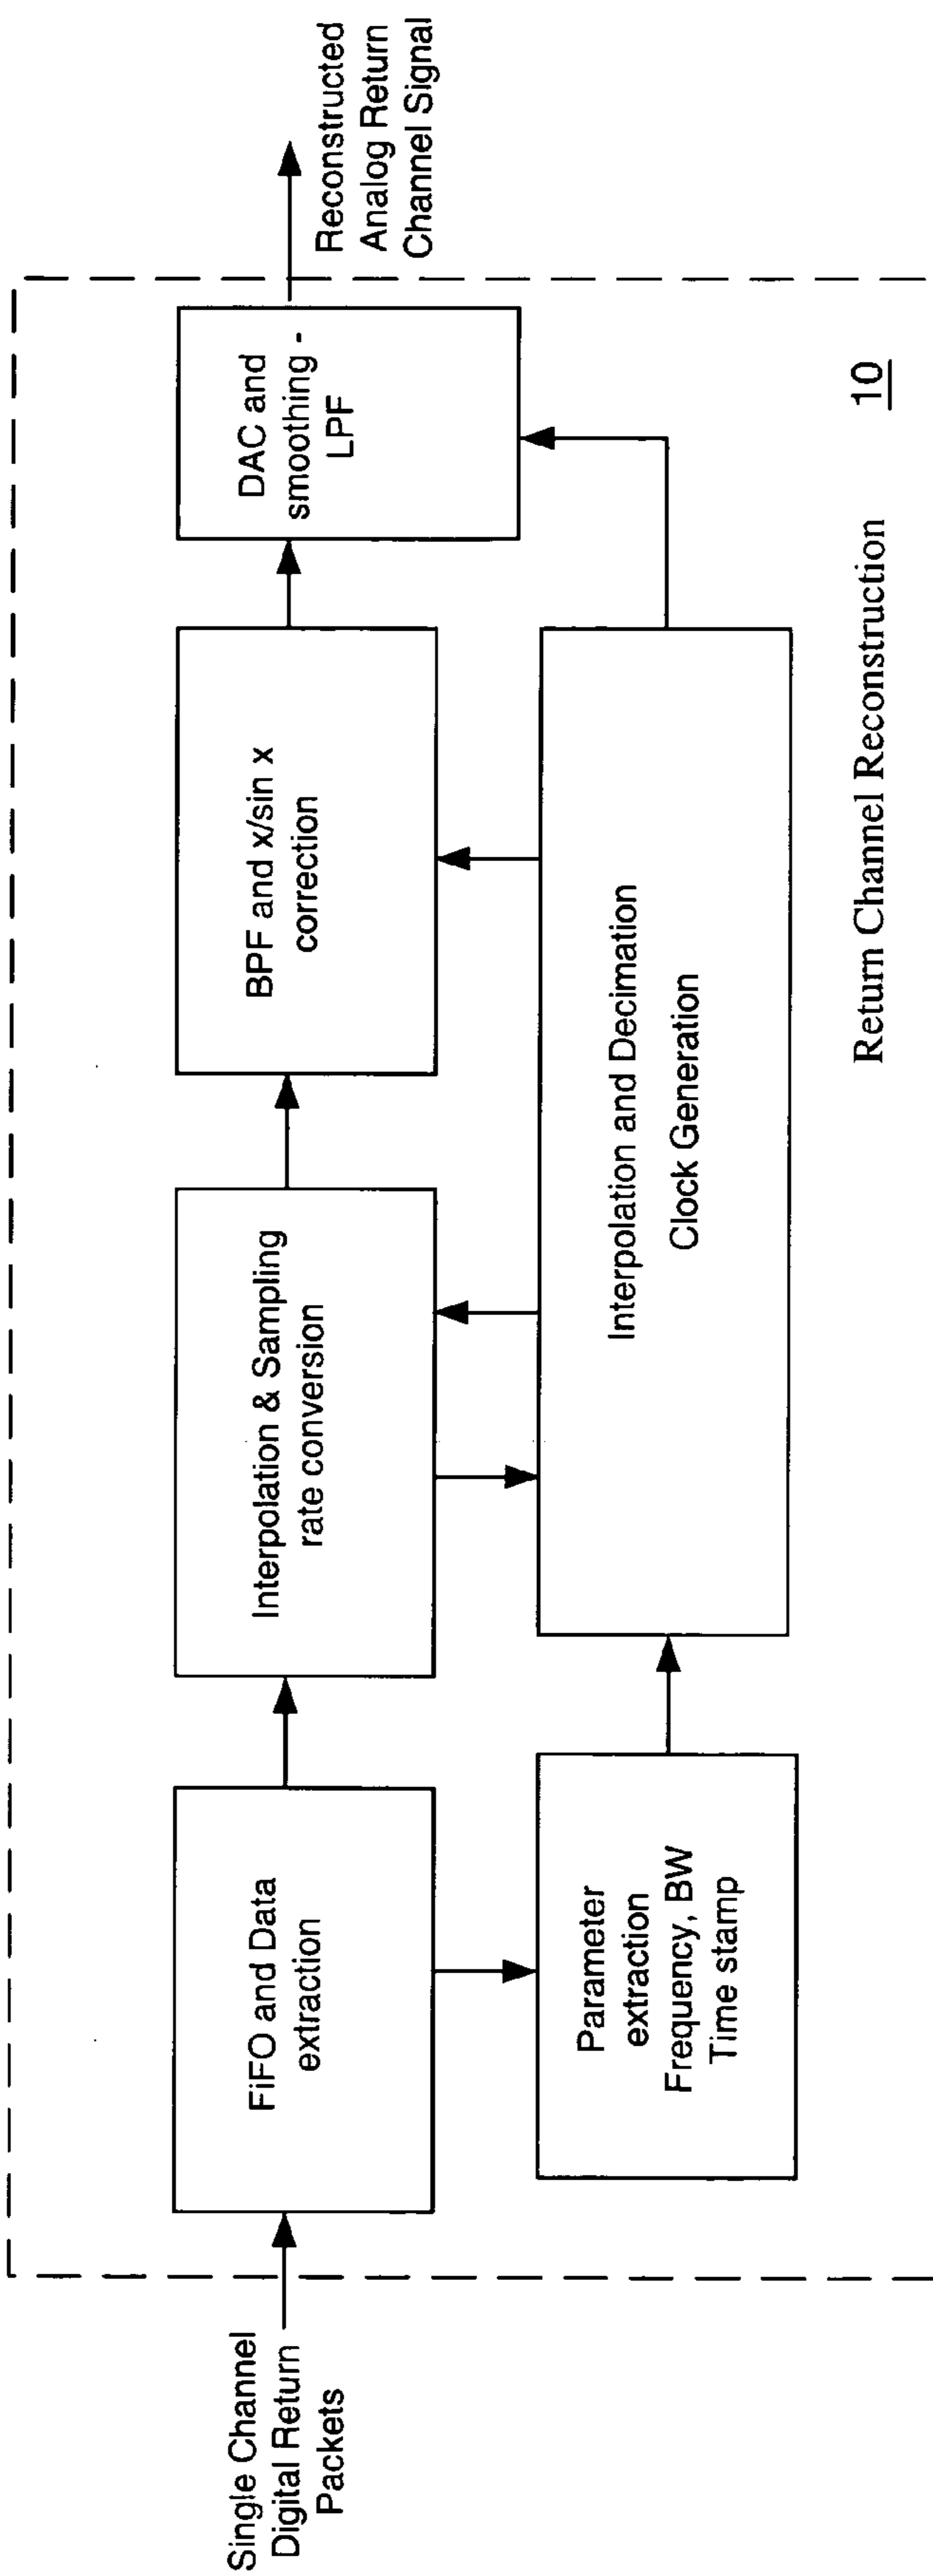 Single Channel
Digital Return
Packets
FiFO and Data
extraction
Interpolation & Sampling
rate conversion
BPF and x/sin x
correction
DAC and
smoothing -
LPF
Reconstructed
Analog Return
Channel Signal
Parameter
extraction
Frequency, BW
Time stamp
Interpolation and Decimation
Clock Generation
Return Channel Reconstruction
10